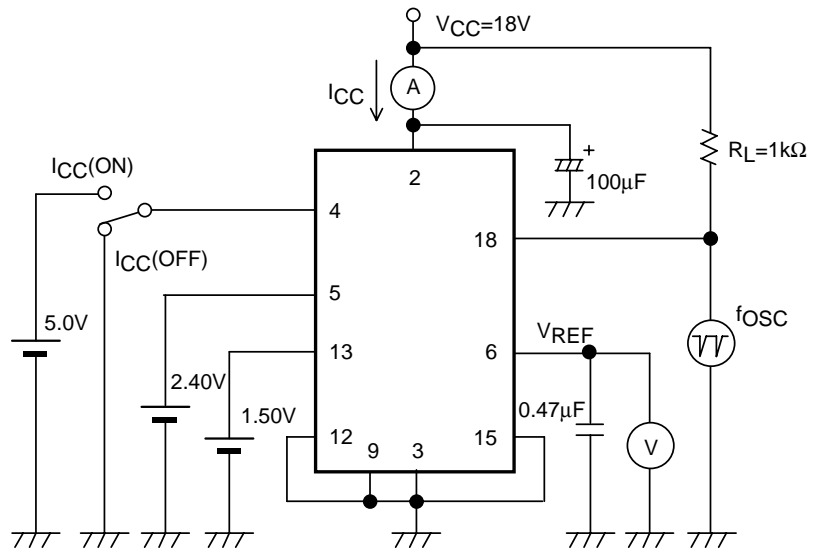 VCC=18V
ICC
A
ICC(ON)
ICC(OFF)
5.0V
2.40V
1.50V
2
4
5
13
12
9
3
18
6
15
+
100μF
RL=1kΩ
fOSC
VREF
0.47μF
V